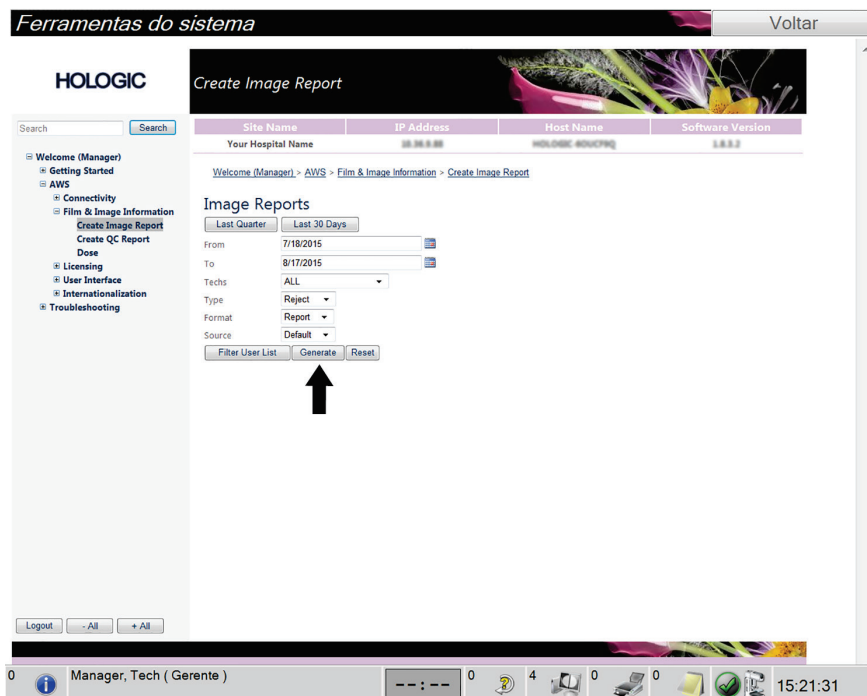 Ferramentas do sistema
Voltar
HOLOGIC
Create Image Report
Search
Search
Site Name IP Address Host Name Software Version
Your Hospital Name
Welcome (Manager) > AWS > Film & Image Information > Create Image Report
Welcome (Manager)
Getting Started
AWS
Connectivity
Film & Image Information
Create Image Report
Create QC Report
Dose
Licensing
User Interface
Internationalization
Troubleshooting
Image Reports
Last Quarter Last 30 Days
From 7/18/2015
To 8/17/2015
Techs ALL
Type Reject
Format Report
Source Default
Filter User List Generate Reset
Logout - All + All
0 Manager, Tech ( Gerente ) --:-- 0 4 0 0 15:21:31